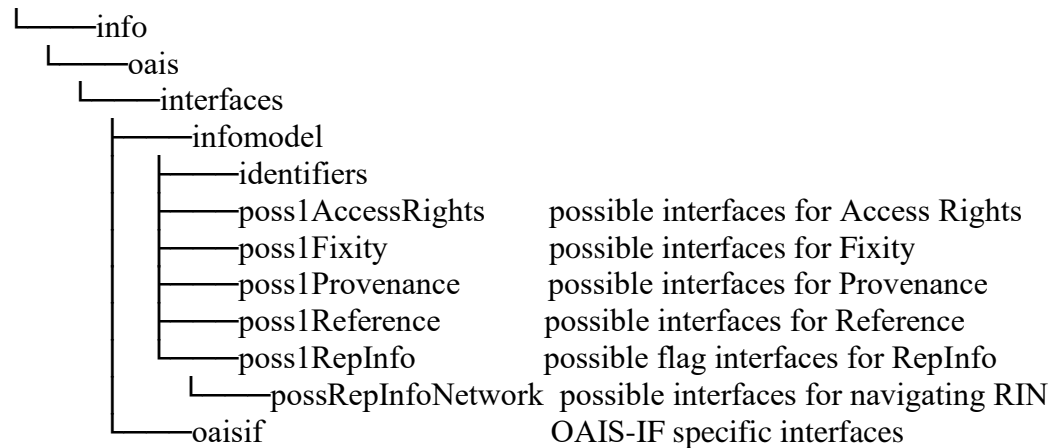 info
oais
interfaces
infomodel
identifiers
poss1AccessRights possible interfaces for Access Rights
poss1Fixity possible interfaces for Fixity
poss1Provenance possible interfaces for Provenance
poss1Reference possible interfaces for Reference
poss1RepInfo possible flag interfaces for RepInfo
possRepInfoNetwork possible interfaces for navigating RIN
oaisif OAIS-IF specific interfaces